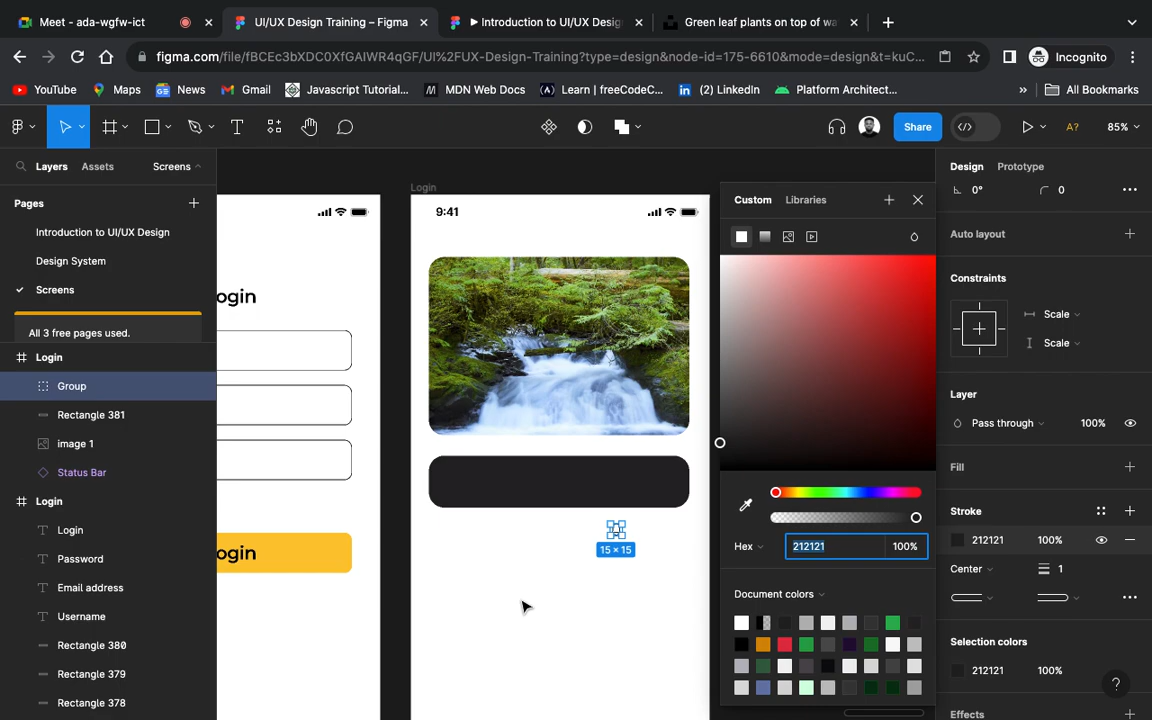 Meet - ada-wgfw-ict
UI/UX Design Training – Figma
▶ Introduction to UI/UX Desig
Green leaf plants on top of wa
figma.com/file/fBCEc3bXDC0XfGAIWR4qGF/UI%2FUX-Design-Training?type=design&node-id=175-6610&mode=design&t=kuC...
Incognito
YouTube
Maps
News
Gmail
Javascript Tutorial...
MDN Web Docs
Learn | freeCodeC...
(2) LinkedIn
Platform Architect...
»
All Bookmarks
Share
A?
85%
Layers
Assets
Screens
Pages
Introduction to UI/UX Design
Design System
Screens
All 3 free pages used.
Login
Group
Rectangle 381
image 1
Status Bar
Login
Login
Password
Email address
Username
Rectangle 380
Rectangle 379
Rectangle 378
ogin
ogin
Login
9:41
15 × 15
Custom
Libraries
Hex
212121
100%
Document colors
Design
Prototype
0°
0
Auto layout
Constraints
Scale
Scale
Layer
Pass through
100%
Fill
Stroke
212121
100%
Center
1
Selection colors
212121
100%
Effects
?